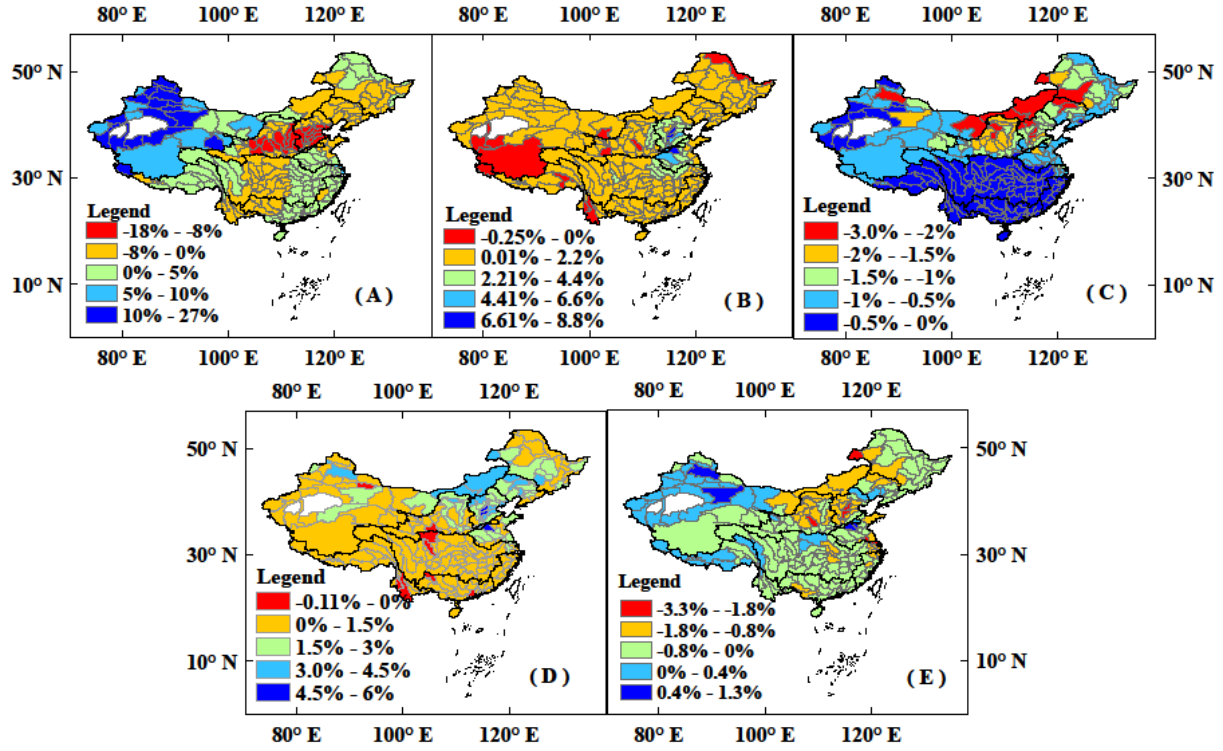 80° E 100° E 120° E 80° E 100° E 120° E 80° E 100° E 120° E
50° N 50° N
30° N 30° N
10° N 10° N
Legend
-18% - -8%
-8% - 0%
0% - 5%
5% - 10%
10% - 27%
( A )
Legend
-0.25% - 0%
0.01% - 2.2%
2.21% - 4.4%
4.41% - 6.6%
6.61% - 8.8%
( B )
Legend
-3.0% - -2%
-2% - -1.5%
-1.5% - -1%
-1% - -0.5%
-0.5% - 0%
( C )
80° E 100° E 120° E 80° E 100° E 120° E 80° E 100° E 120° E
80° E 100° E 120° E 80° E 100° E 120° E
50° N 50° N
30° N 30° N
10° N 10° N
Legend
-0.11% - 0%
0% - 1.5%
1.5% - 3%
3.0% - 4.5%
4.5% - 6%
( D )
Legend
-3.3% - -1.8%
-1.8% - -0.8%
-0.8% - 0%
0% - 0.4%
0.4% - 1.3%
( E )
80° E 100° E 120° E 80° E 100° E 120° E